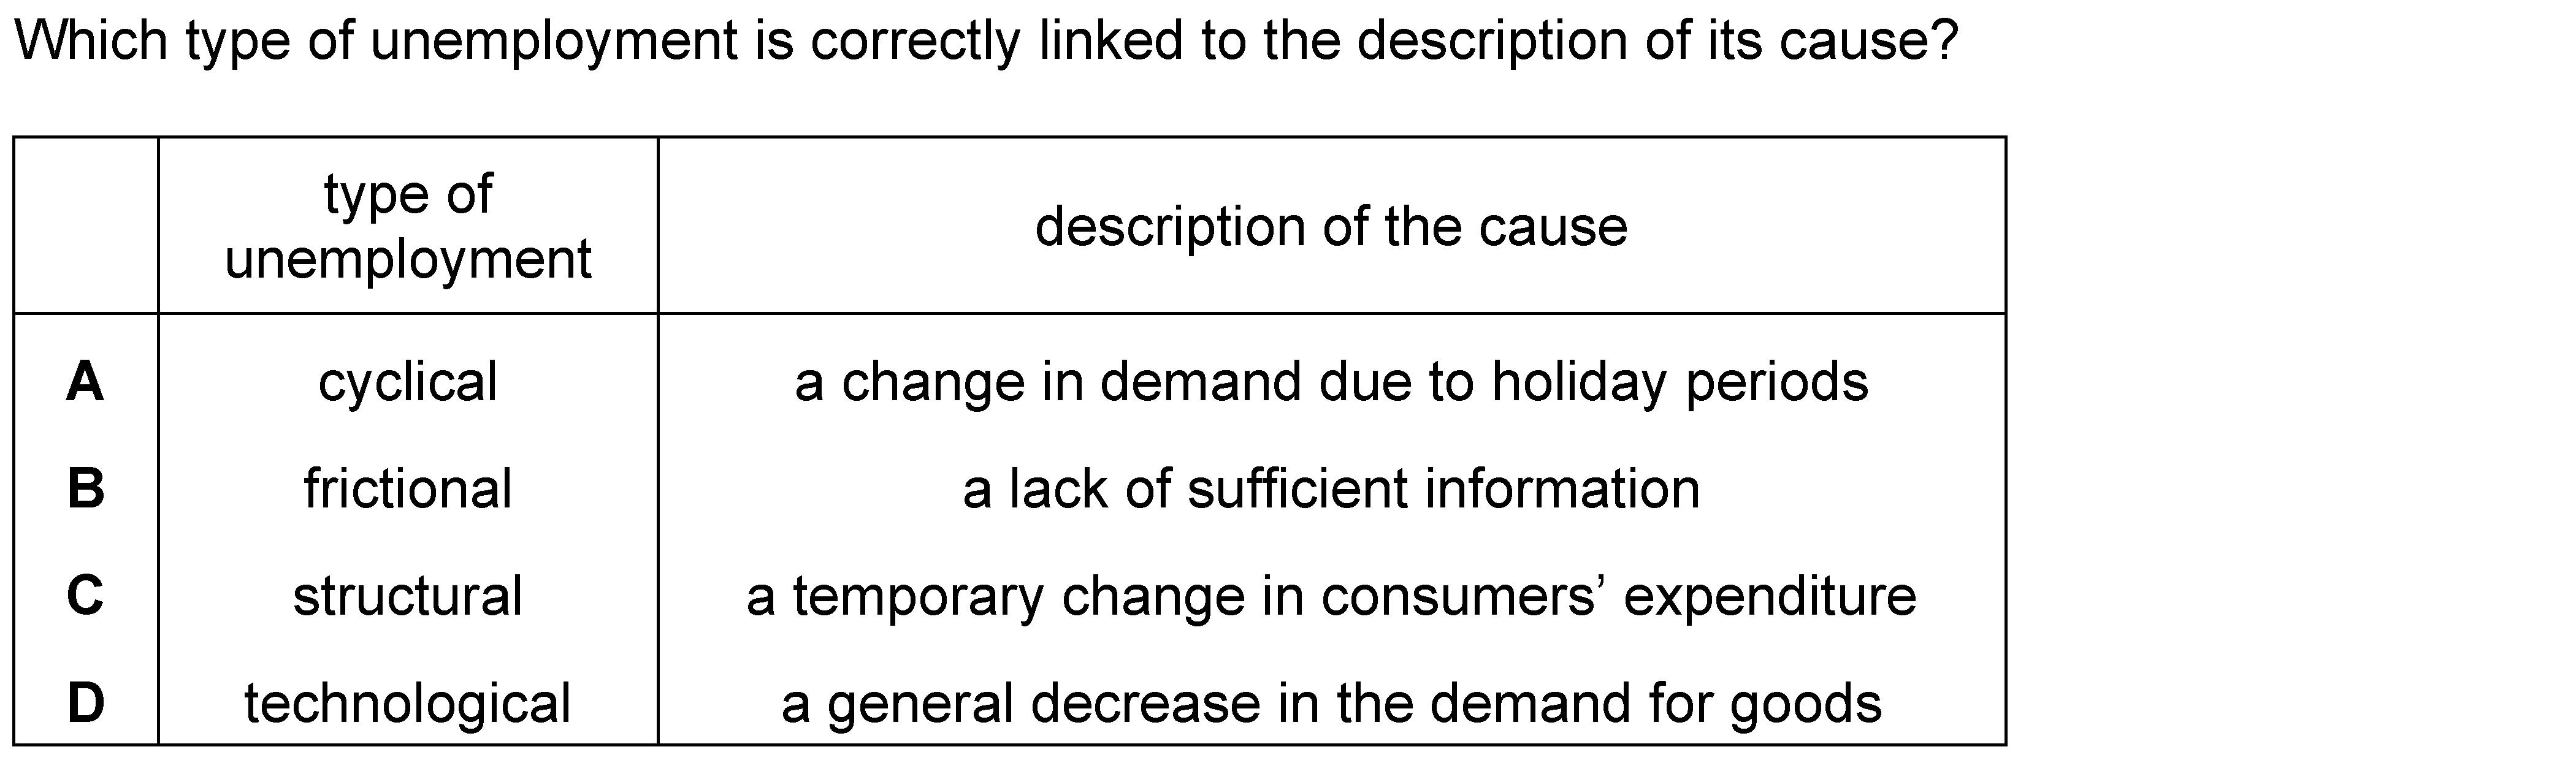 Which type of unemployment is correctly linked to the description of its cause?
type of
unemployment
description of the cause
A cyclical a change in demand due to holiday periods
B frictional a lack of sufficient information
C structural a temporary change in consumers’ expenditure
D technological a general decrease in the demand for goods